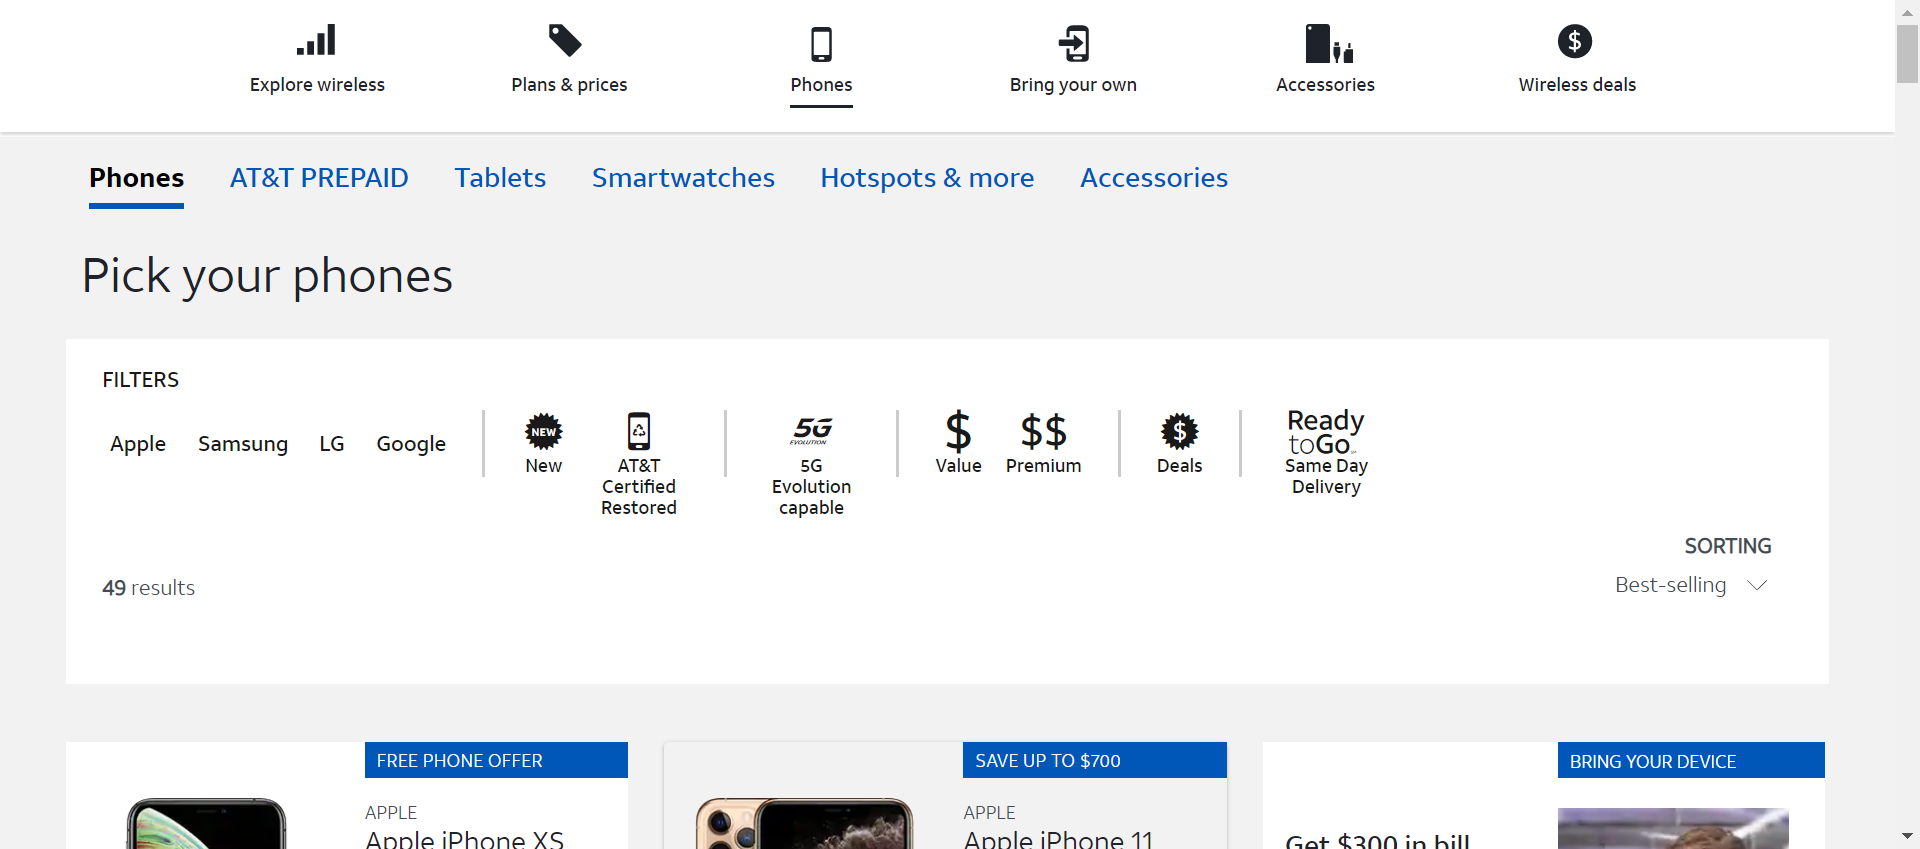 Explore wireless
Plans & prices
Phones
Bring your own
Accessories
Wireless deals
Phones
AT&T PREPAID
Tablets
Smartwatches
Hotspots & more
Accessories
Pick your phones
FILTERS
Apple
Samsung
LG
Google
NEW
New
AT&T
Certified
Restored
5G
EVOLUTION
5G
Evolution
capable
$
Value
$$
Premium
$
Deals
Ready
toGo
Same Day
Delivery
SORTING
Best-selling
49 results
FREE PHONE OFFER
APPLE
Apple iPhone XS
SAVE UP TO $700
APPLE
Apple iPhone 11
BRING YOUR DEVICE
Get $300 in bill